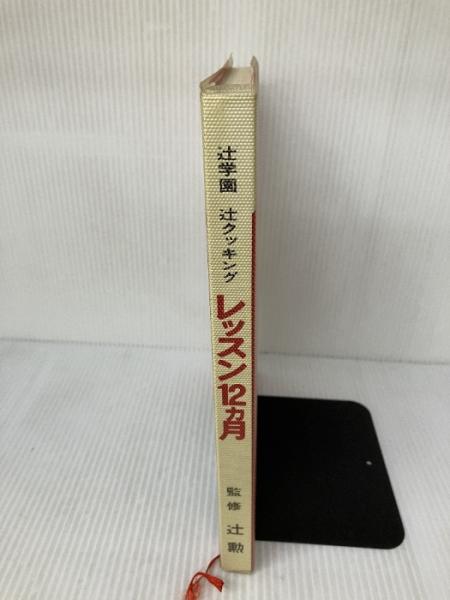 辻学園 辻クッキング
レッスン12カ月
監修 辻勲